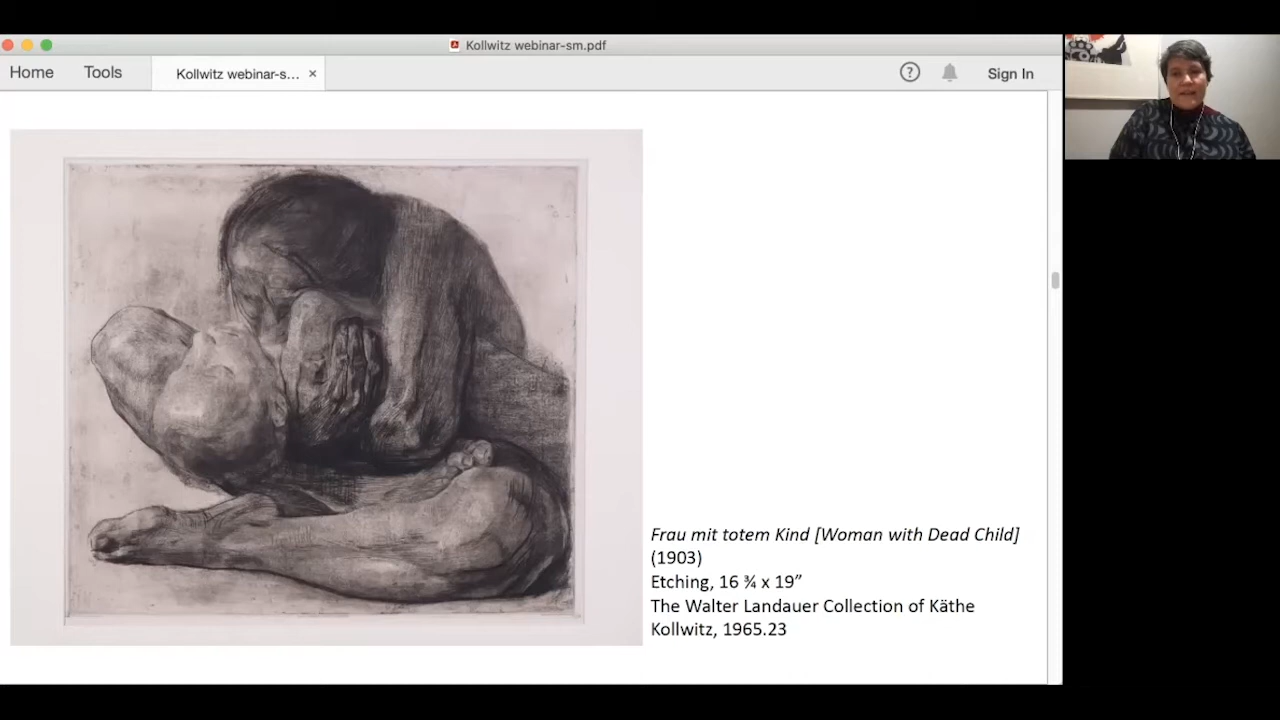 Kollwitz webinar-sm.pdf
Home Tools Kollwitz webinar-s... × ? Sign In
Frau mit totem Kind [Woman with Dead Child]
(1903)
Etching, 16 ¾ x 19”
The Walter Landauer Collection of Käthe
Kollwitz, 1965.23